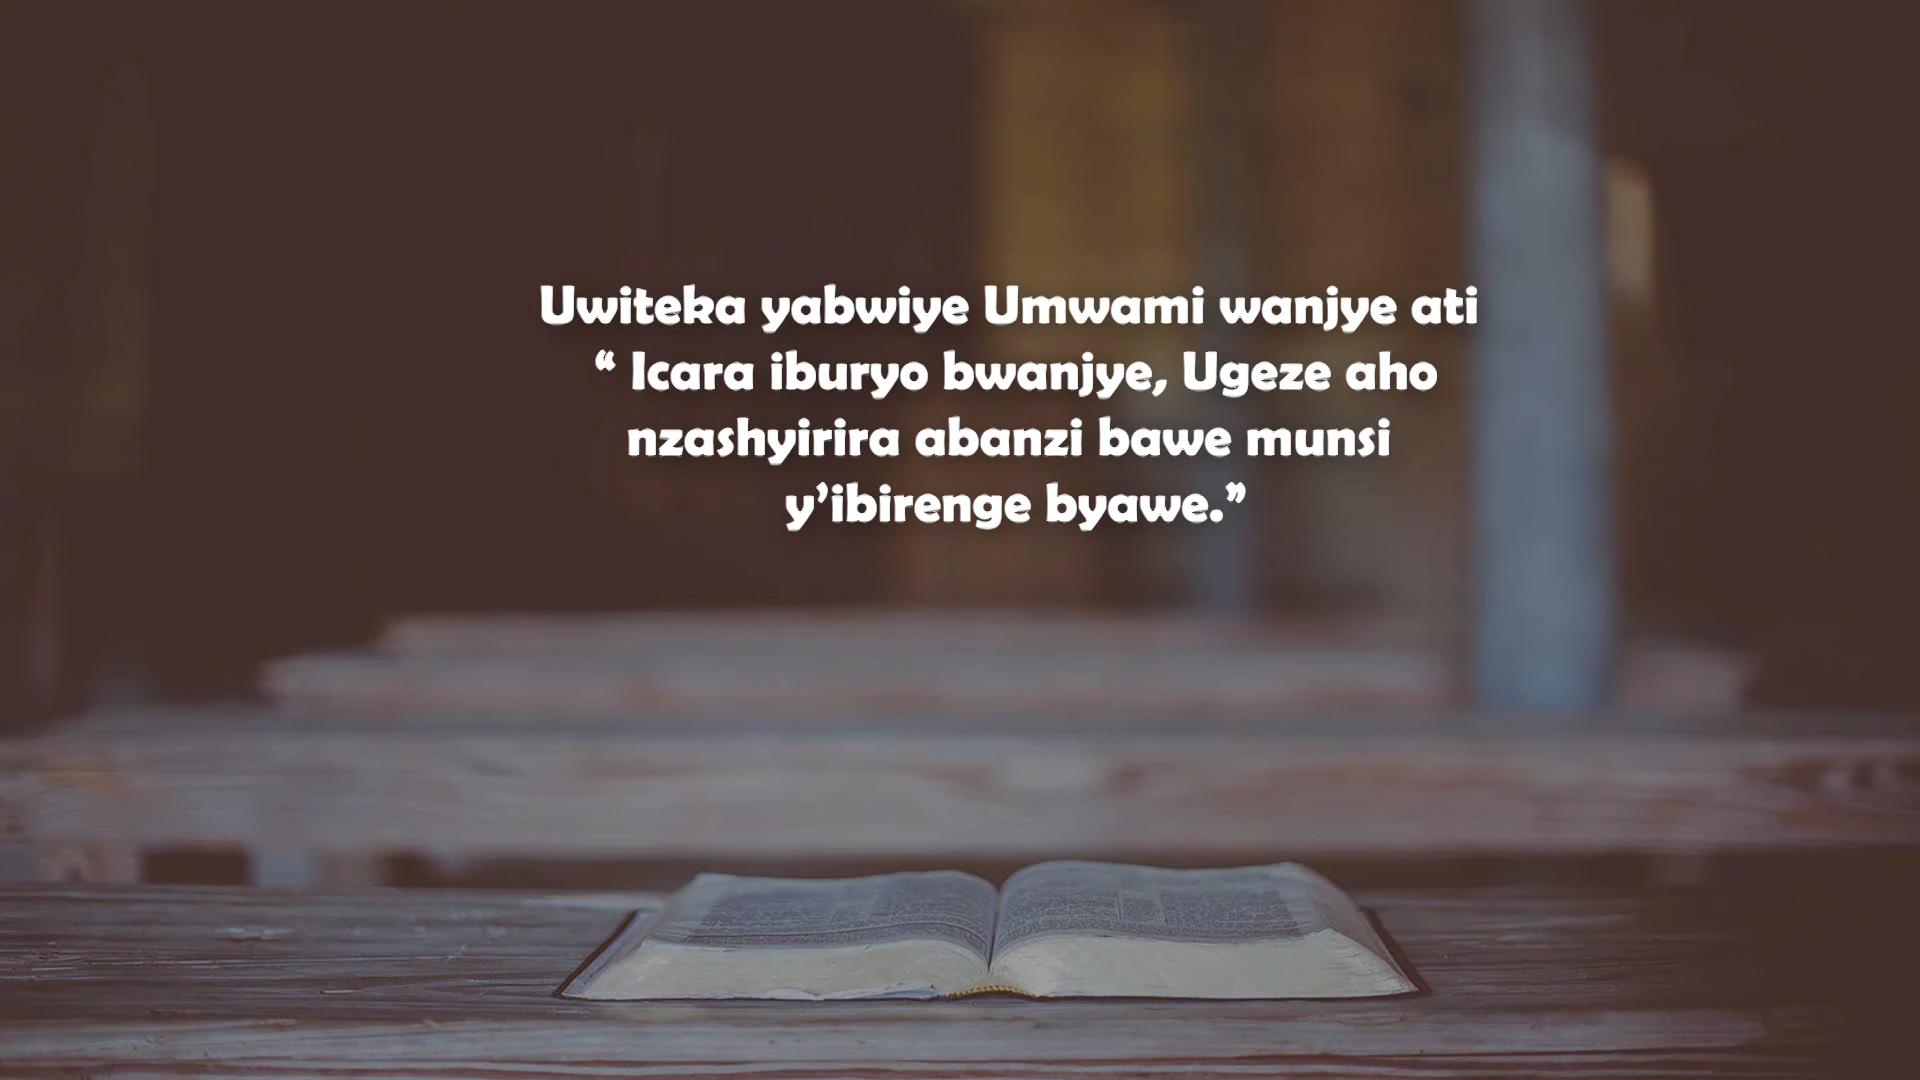 Uwiteka yabwiye Umwami wanjye ati
“ Icara iburyo bwanjye, Ugeze aho
nzashyirira abanzi bawe munsi
y’ibirenge byawe.”